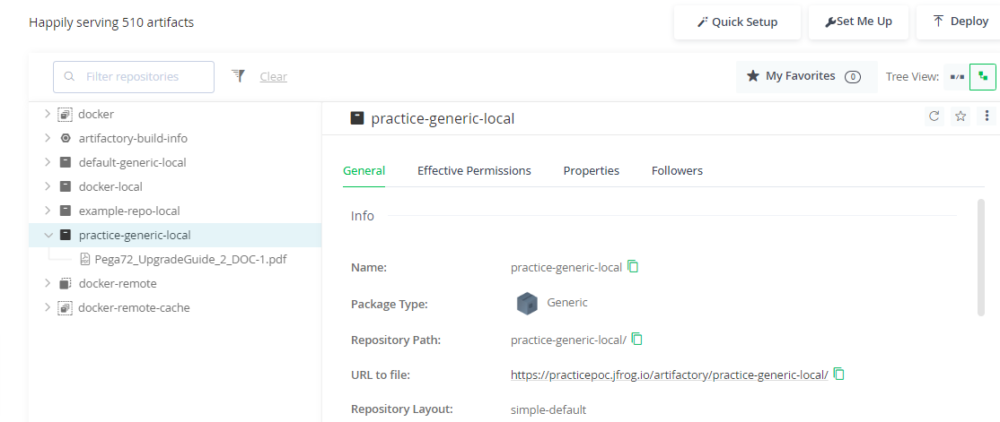 Happily serving 510 artifacts
Quick Setup
Set Me Up
Deploy
Filter repositories
Clear
My Favorites (0)
Tree View:
docker
artifactory-build-info
default-generic-local
docker-local
example-repo-local
practice-generic-local
Pega72_UpgradeGuide_2_DOC-1.pdf
docker-remote
docker-remote-cache
practice-generic-local
General Effective Permissions Properties Followers
Info
Name: practice-generic-local
Package Type: Generic
Repository Path: practice-generic-local/
URL to file: https://practicepoc.jfrog.io/artifactory/practice-generic-local/
Repository Layout: simple-default